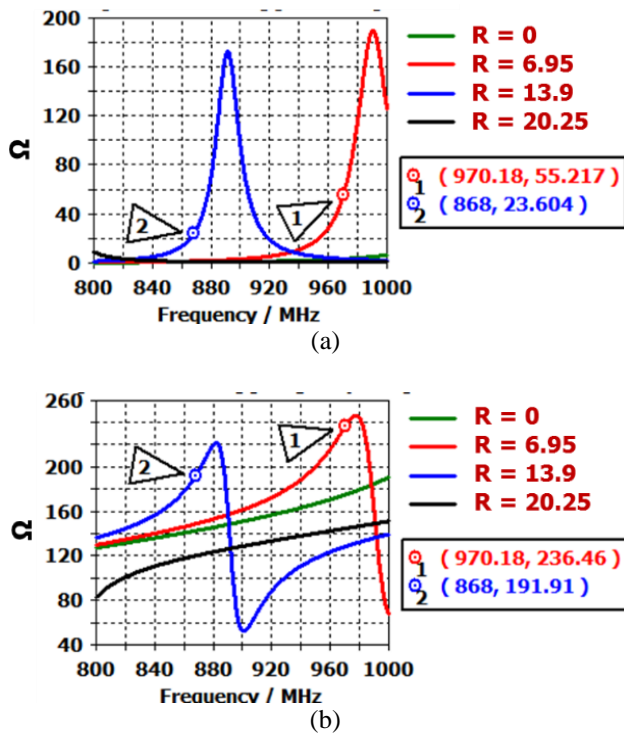 200
160
120
80
40
0
Ω
2
1
800 840 880 920 960 1000
Frequency / MHz
R = 0
R = 6.95
R = 13.9
R = 20.25
1 ( 970.18, 55.217 )
2 ( 868, 23.604 )
(a)
260
200
160
120
80
40
Ω
2
1
800 840 880 920 960 1000
Frequency / MHz
R = 0
R = 6.95
R = 13.9
R = 20.25
1 ( 970.18, 236.46 )
2 ( 868, 191.91 )
(b)